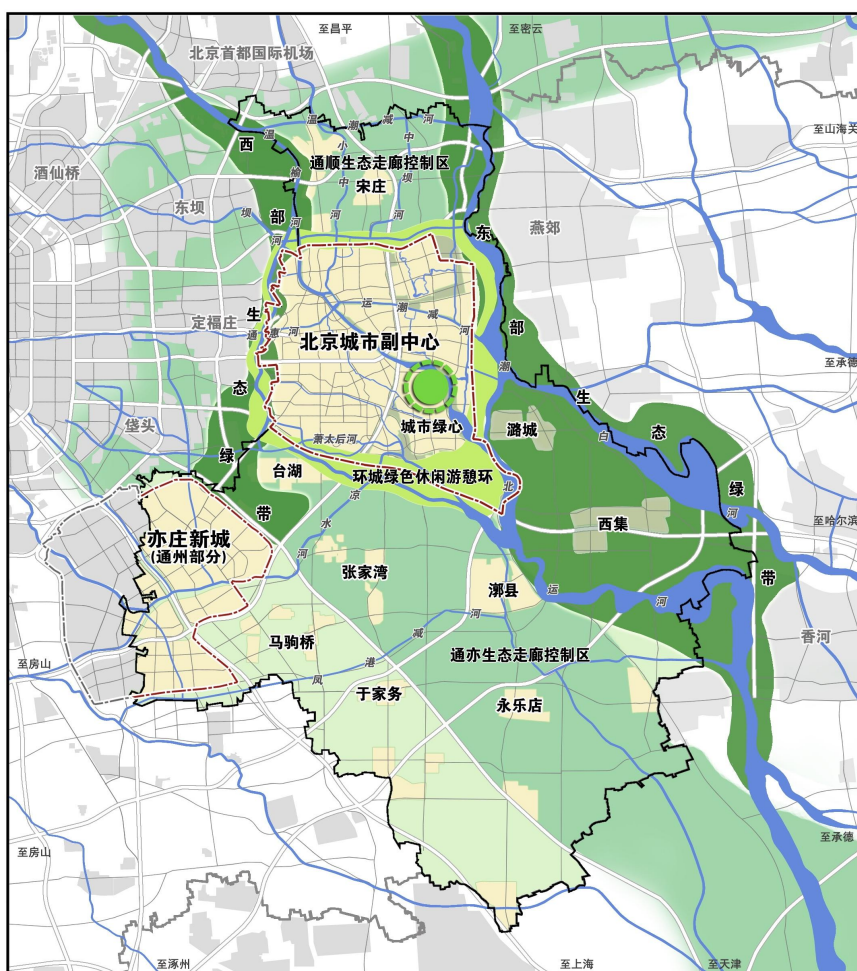 至昌平
至密云
北京首都国际机场
温潮减河
至山海关
西部生态绿带
温榆河
小中河
中坝河
通顺生态走廊控制区
宋庄
酒仙桥
东坝
坝河
燕郊
东部生态绿带
运潮减河
定福庄
通惠河
北京城市副中心
至承德
潮白河
城市绿心
潞城
岱头
萧太后河
台湖
环城绿色休闲游憩环
北运河
西集
至哈尔滨
凉水河
亦庄新城
(通州部分)
张家湾
漷县
香河
马驹桥
凤港减河
通亦生态走廊控制区
至房山
于家务
永乐店
至房山
至承德
至涿州
至上海
至天津